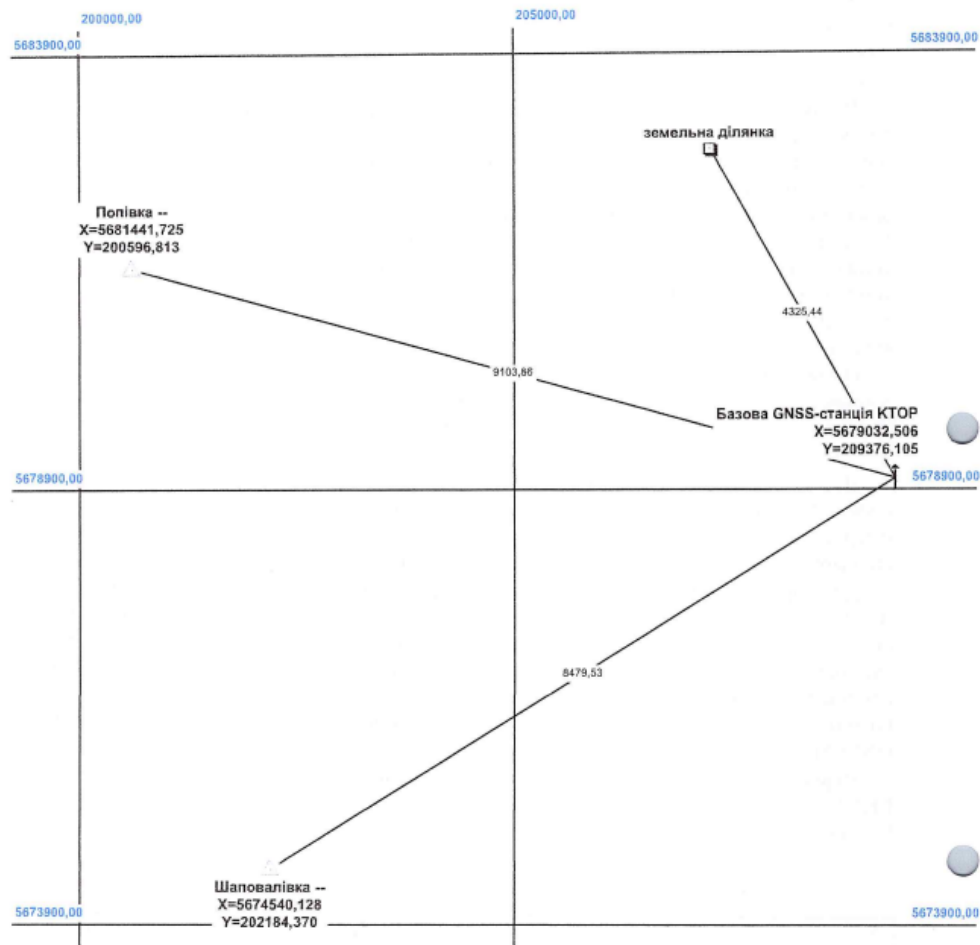 200000,00
205000,00
5683900,00
5683900,00
земельна ділянка
Попівка --
X=5681441,725
Y=200596,813
4325,44
9103,86
Базова GNSS-станція KTOP
X=5679032,506
Y=209376,105
5678900,00
5678900,00
8479,53
Шаповалівка --
X=5674540,128
Y=202184,370
5673900,00
5673900,00